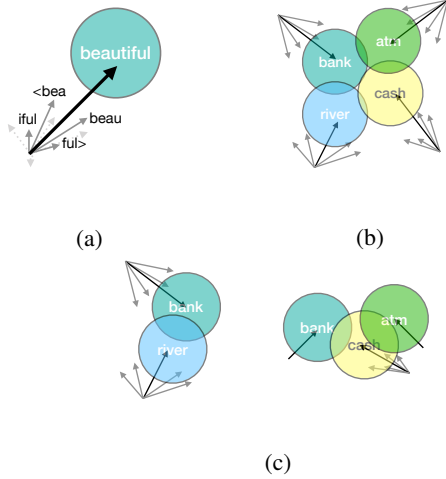 beautiful
<bea
iful
beau
ful>
(a)
atm
bank
cash
river
(b)
bank
river
bank
atm
cash
(c)